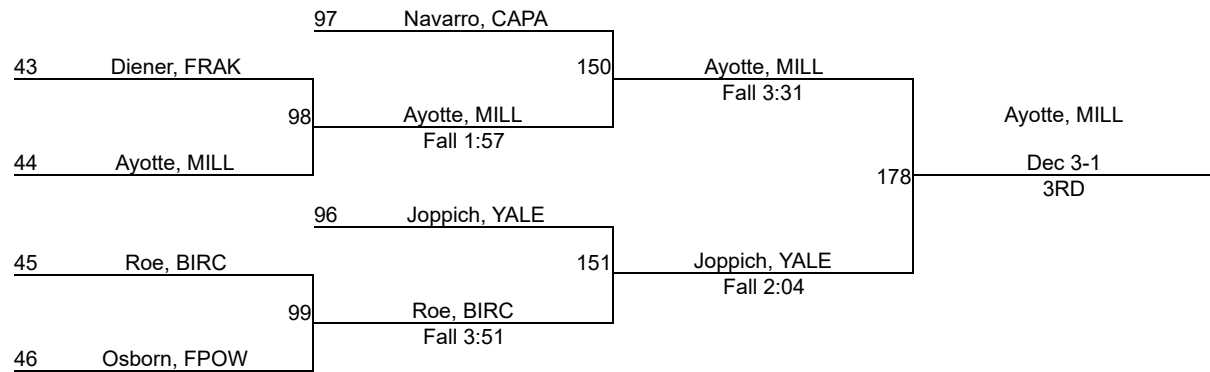 97 Navarro, CAPA
43 Diener, FRAK
150 Ayotte, MILL
Fall 3:31
98 Ayotte, MILL
Fall 1:57
Ayotte, MILL
44 Ayotte, MILL
178 Dec 3-1
3RD
96 Joppich, YALE
45 Roe, BIRC
151 Joppich, YALE
Fall 2:04
99 Roe, BIRC
Fall 3:51
46 Osborn, FPOW